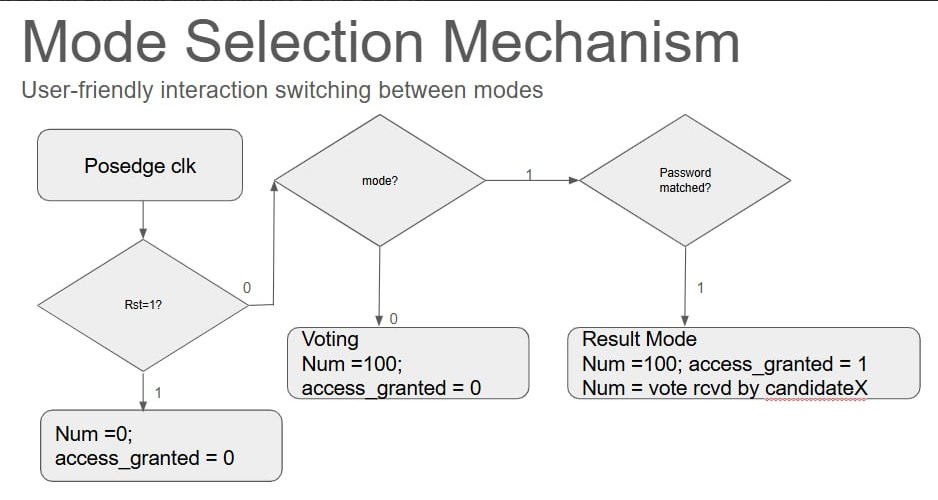 Mode Selection Mechanism
User-friendly interaction switching between modes
Posedge clk
Rst=1?
0
1
Num =0;
access_granted = 0
mode?
1
0
Voting
Num =100;
access_granted = 0
Password
matched?
1
Result Mode
Num =100; access_granted = 1
Num = vote rcvd by candidateX